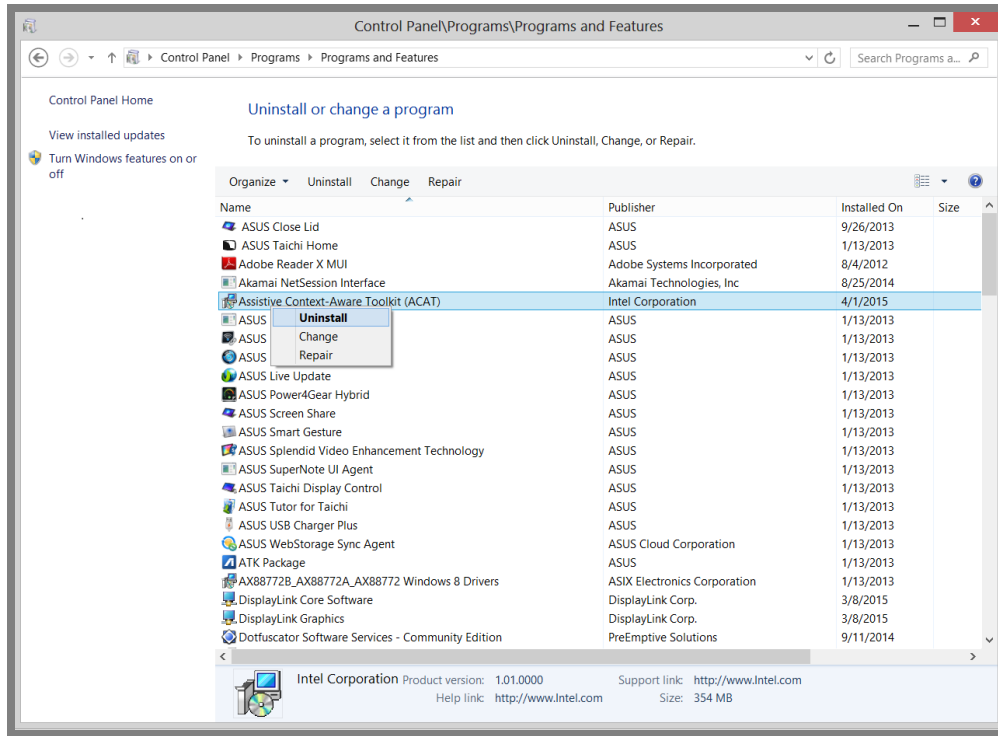 Control Panel\Programs\Programs and Features
Control Panel Programs Programs and Features Search Programs a...
Control Panel Home
View installed updates
Turn Windows features on or
off
Uninstall or change a program
To uninstall a program, select it from the list and then click Uninstall, Change, or Repair.
Organize Uninstall Change Repair
Name Publisher Installed On Size
ASUS Close Lid ASUS 9/26/2013
ASUS Taichi Home ASUS 1/13/2013
Adobe Reader X MUI Adobe Systems Incorporated 8/4/2012
Akamai NetSession Interface Akamai Technologies, Inc 8/25/2014
Assistive Context-Aware Toolkit (ACAT) Intel Corporation 4/1/2015
ASUS ASUS 1/13/2013
ASUS ASUS 1/13/2013
ASUS ASUS 1/13/2013
Uninstall
Change
Repair
ASUS Live Update ASUS 1/13/2013
ASUS Power4Gear Hybrid ASUS 1/13/2013
ASUS Screen Share ASUS 1/13/2013
ASUS Smart Gesture ASUS 1/13/2013
ASUS Splendid Video Enhancement Technology ASUS 1/13/2013
ASUS SuperNote UI Agent ASUS 1/13/2013
ASUS Taichi Display Control ASUS 1/13/2013
ASUS Tutor for Taichi ASUS 1/13/2013
ASUS USB Charger Plus ASUS 1/13/2013
ASUS WebStorage Sync Agent ASUS Cloud Corporation 1/13/2013
ATK Package ASUS 1/13/2013
AX88772B_AX88772A_AX88772 Windows 8 Drivers ASIX Electronics Corporation 1/13/2013
DisplayLink Core Software DisplayLink Corp. 3/8/2015
DisplayLink Graphics DisplayLink Corp. 3/8/2015
Dotfuscator Software Services - Community Edition PreEmptive Solutions 9/11/2014
Intel Corporation Product version: 1.01.0000 Support link: http://www.Intel.com
Help link: http://www.Intel.com Size: 354 MB